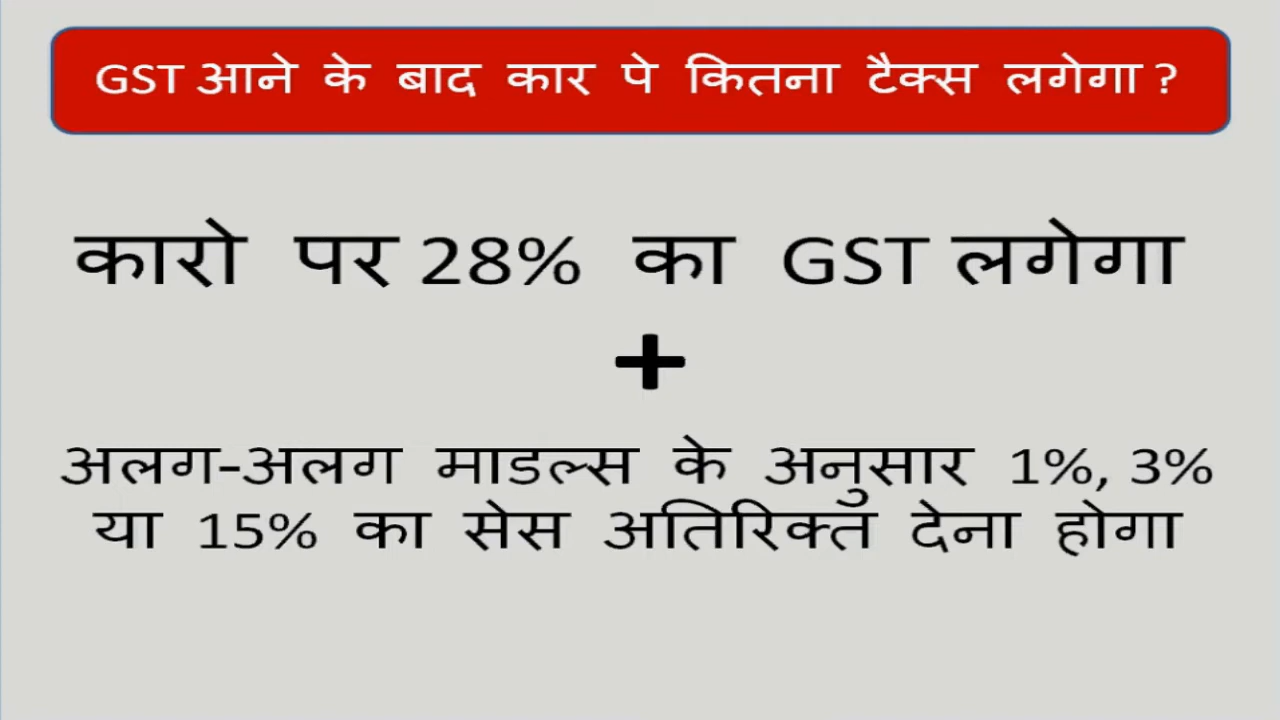 GST आने के बाद कार पे कितना टैक्स लगेगा ?
कारो पर 28% का GST लगेगा
+
अलग-अलग माडल्स के अनुसार 1%, 3%
या 15% का सेस अतिरिक्त देना होगा